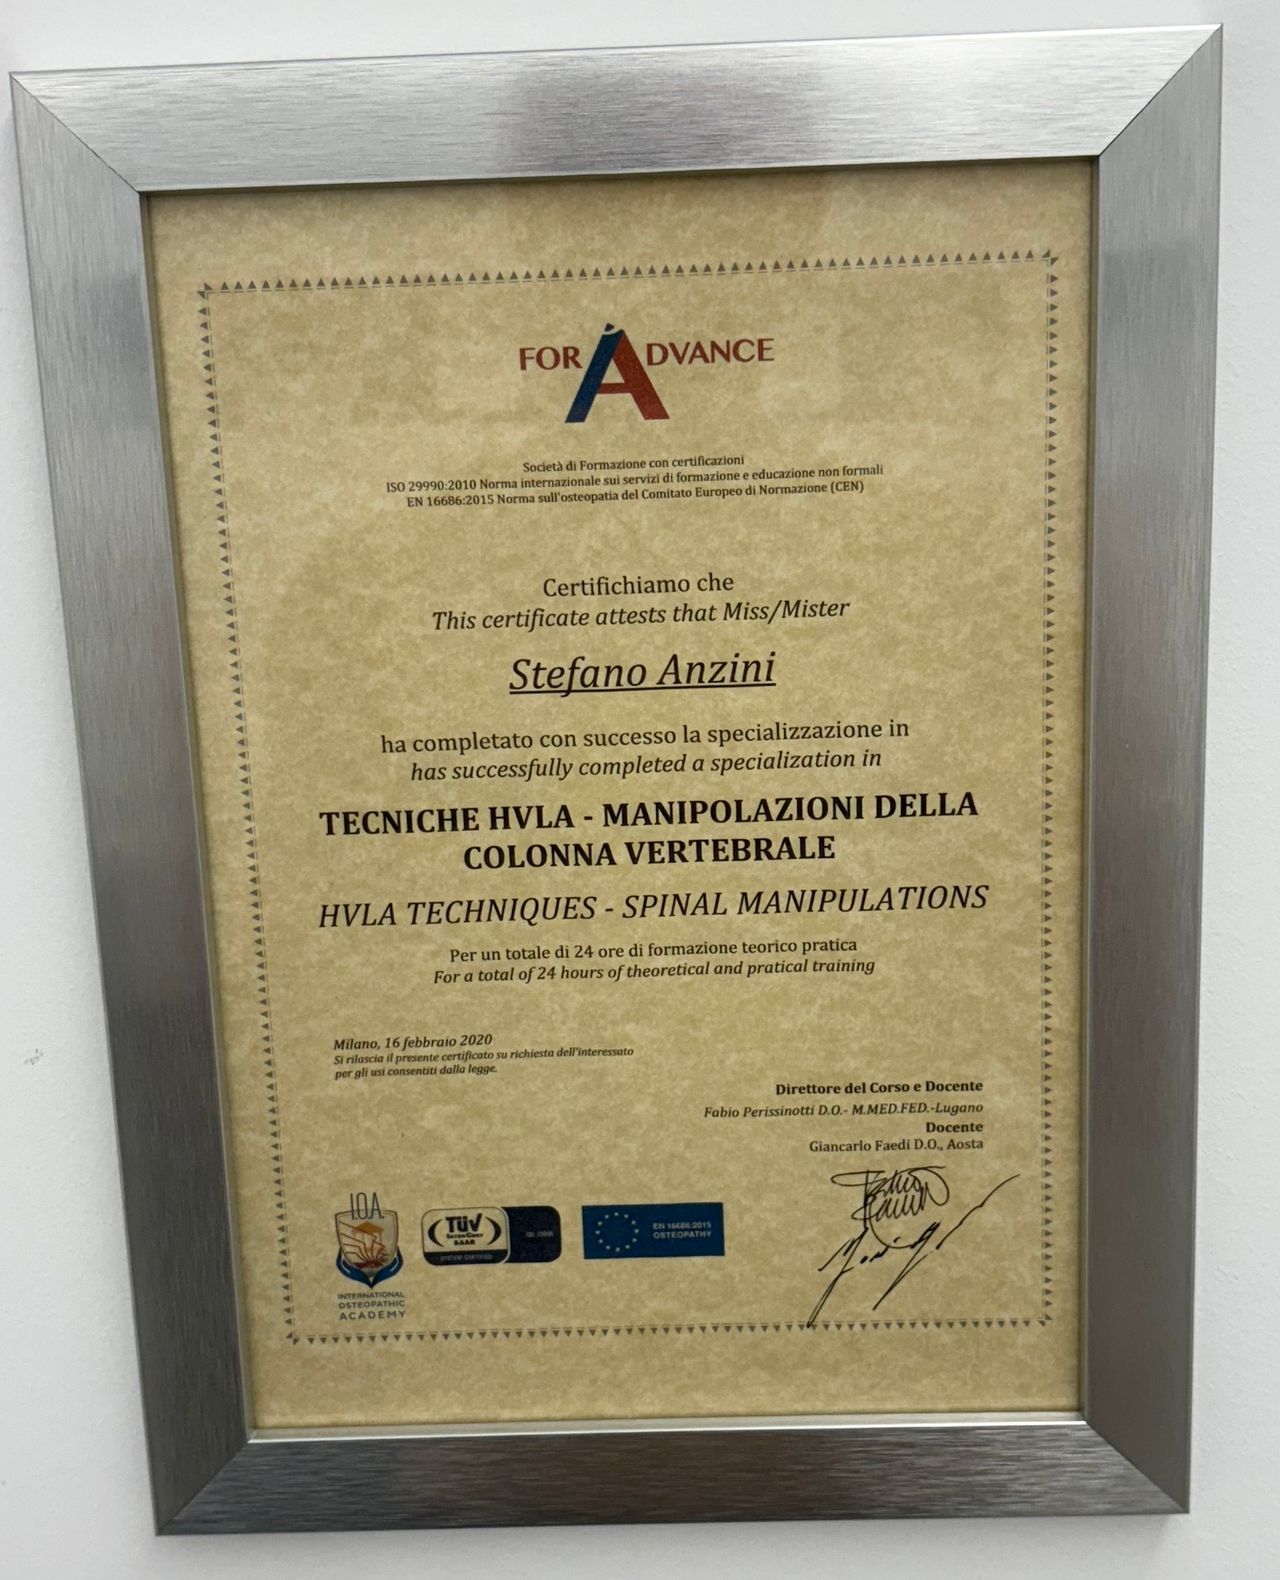 FOR ADVANCE
Società di Formazione con certificazioni
ISO 29990:2010 Norma internazionale sui servizi di formazione e educazione non formali
EN 16686:2015 Norma sull'osteopatia del Comitato Europeo di Normazione (CEN)
Certifichiamo che
This certificate attests that Miss/Mister
Stefano Anzini
ha completato con successo la specializzazione in
has successfully completed a specialization in
TECNICHE HVLA - MANIPOLAZIONI DELLA
COLONNA VERTEBRALE
HVLA TECHNIQUES - SPINAL MANIPULATIONS
Per un totale di 24 ore di formazione teorico pratica
For a total of 24 hours of theoretical and pratical training
Milano, 16 febbraio 2020
Si rilascia il presente certificato su richiesta dell'interessato
per gli usi consentiti dalla legge.
Direttore del Corso e Docente
Fabio Perissinotti D.O.- M.MED.FED.-Lugano
Docente
Giancarlo Faedi D.O., Aosta
I.O.A.
INTERNATIONAL
OSTEOPATHIC
ACADEMY
TÜV
INTERCERT
SAAR
SYSTEM CERTIFIED
EN 16686:2015
OSTEOPATHY